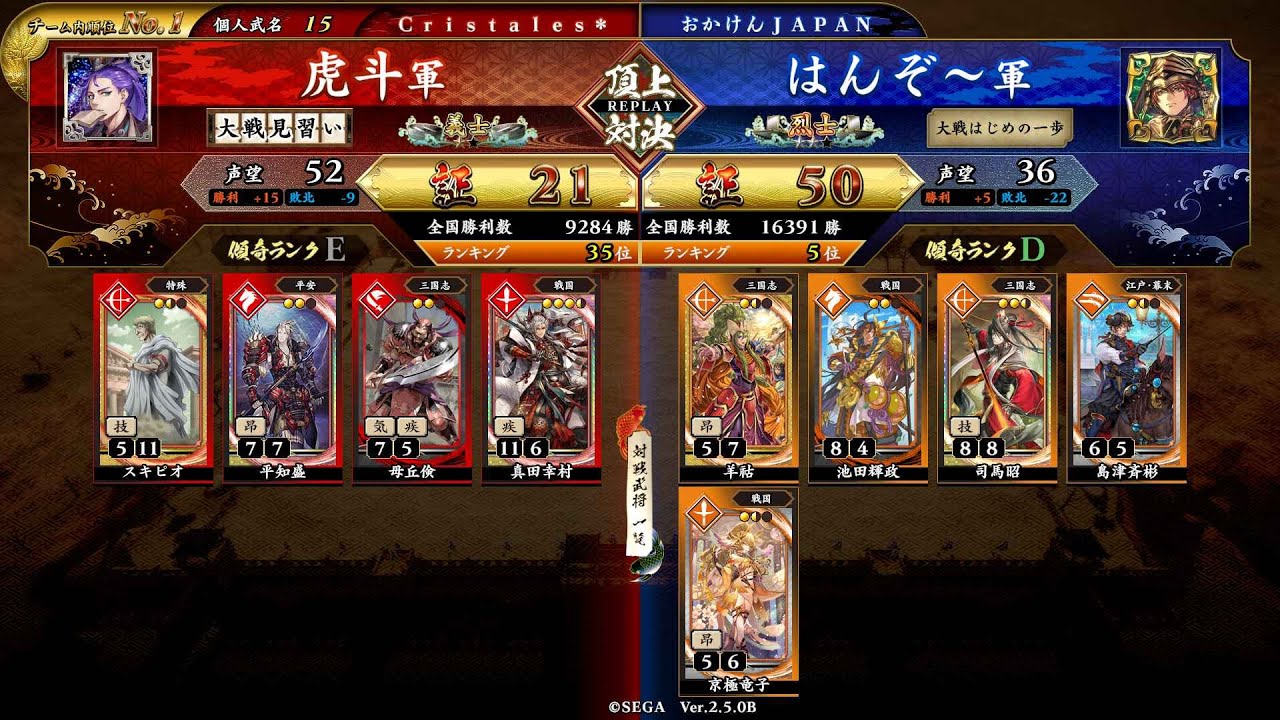 チーム内順位 No.1 個人武名 15 Cristales* おかけんJAPAN
虎斗軍 頂上 REPLAY 対決 はんぞ～軍
大戦見習い 義士 烈士 大戦はじめの一歩
声望 52 証 21 証 50 声望 36
勝利 +15 敗北 -9 勝利 +5 敗北 -22
全国勝利数 9284勝 全国勝利数 16391勝
傾奇ランクE ランキング 35位 ランキング 5位 傾奇ランクD
特殊 平安 三国志 戦国 三国志 戦国 三国志 江戸・幕末
技 昂 気 疾 疾 昂 技
5 11 7 7 7 5 11 6 5 7 8 4 8 8 6 5
スキピオ 平知盛 毌丘倹 真田幸村 羊祜 池田輝政 司馬昭 島津斉彬
対戦武将一覧
戦国
昂
5 6
京極竜子
©SEGA Ver.2.5.0B